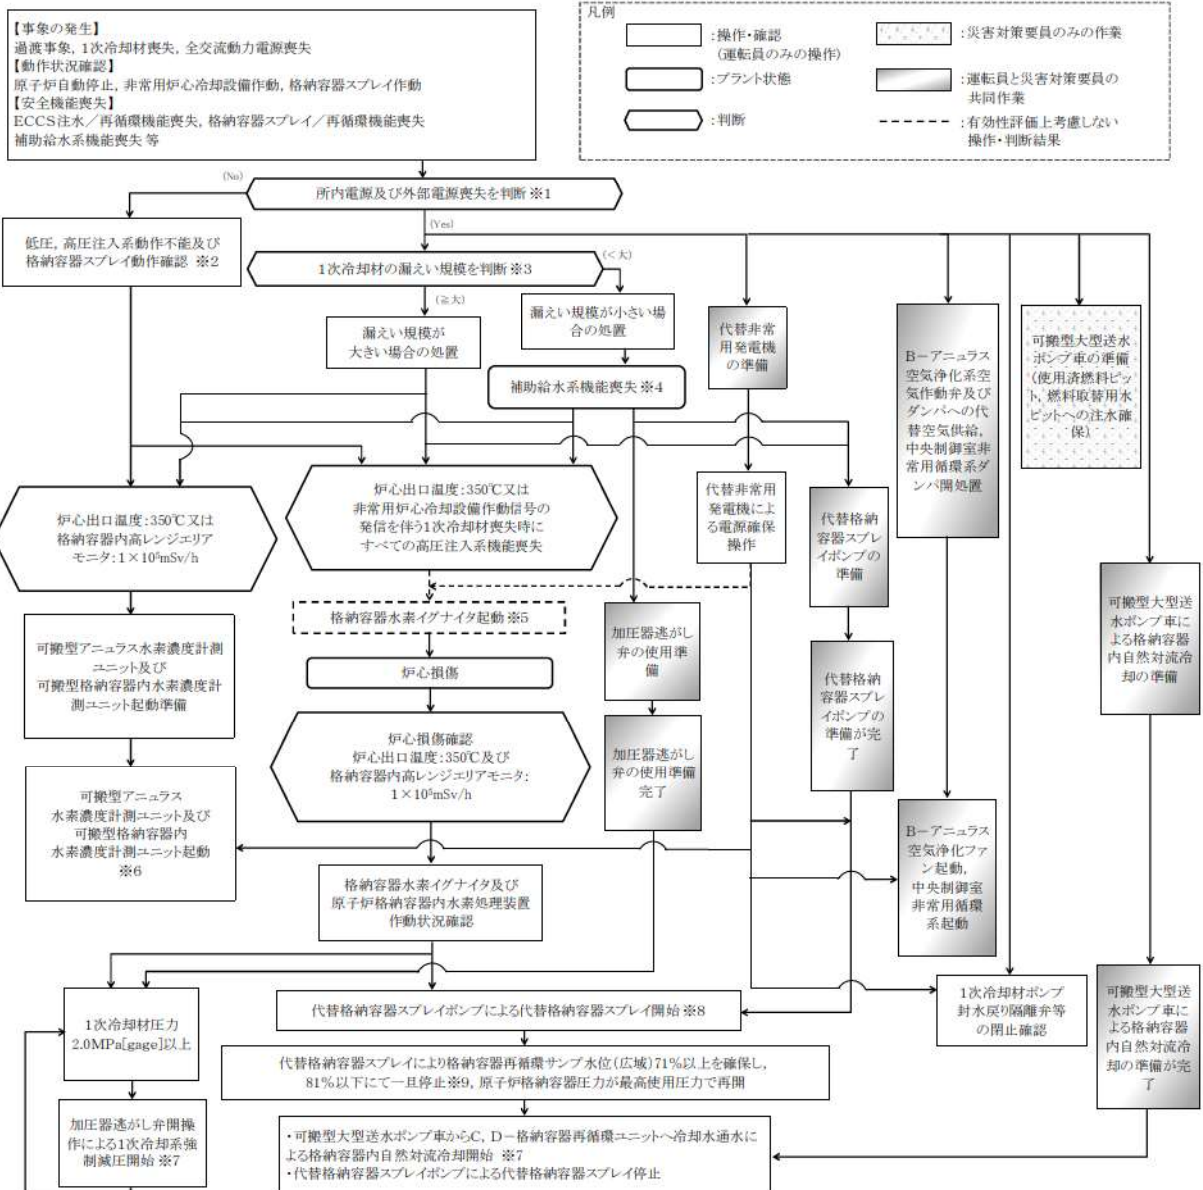 【事象の発生】
過渡事象，1次冷却材喪失，全交流動力電源喪失
【動作状況確認】
原子炉自動停止，非常用炉心冷却設備作動，格納容器スプレイ作動
【安全機能喪失】
ECCS注水／再循環機能喪失，格納容器スプレイ／再循環機能喪失
補助給水系機能喪失 等
凡例
：操作・確認
（運転員のみの操作）
：プラント状態
：判断
：災害対策要員のみの作業
：運転員と災害対策要員の
共同作業
：有効性評価上考慮しない
操作・判断結果
(No)
所内電源及び外部電源喪失を判断 ※1
(Yes)
低圧，高圧注入系動作不能及び
格納容器スプレイ動作確認 ※2
1次冷却材の漏えい規模を判断 ※3
(＜大)
(≧大)
漏えい規模が
大きい場合の処置
漏えい規模が小さい場
合の処置
補助給水系機能喪失 ※4
代替非常
用発電機
の準備
B－アニュラス
空気浄化系空
気作動弁及び
ダンパへの代
替空気供給，
中央制御室非
常用循環系ダ
ンパ開処置
可搬型大型送水
ポンプ車の準備
（使用済燃料ピッ
ト，燃料取替用水
ピットへの注水確
保）
炉心出口温度：350℃又は
格納容器内高レンジエリア
モニタ：1×10⁵mSv/h
炉心出口温度：350℃又は
非常用炉心冷却設備作動信号の
発信を伴う1次冷却材喪失時に
すべての高圧注入系機能喪失
代替非常用
発電機によ
る電源確保
操作
代替格納
容器スプレ
イポンプの
準備
格納容器水素イグナイタ起動 ※5
炉心損傷
加圧器逃がし
弁の使用準
備
可搬型大型送
水ポンプ車に
よる格納容器
内自然対流冷
却の準備
可搬型アニュラス水素濃度計測
ユニット及び
可搬型格納容器内水素濃度計
測ユニット起動準備
代替格納
容器スプレ
イポンプの
準備が完
了
炉心損傷確認
炉心出口温度：350℃及び
格納容器内高レンジエリアモニタ：
1×10⁵mSv/h
加圧器逃がし
弁の使用準備
完了
可搬型アニュラス
水素濃度計測ユニット及び
可搬型格納容器内
水素濃度計測ユニット起動
※6
B－アニュラス
空気浄化ファ
ン起動，
中央制御室
非常用循環
系起動
格納容器水素イグナイタ及び
原子炉格納容器内水素処理装置
作動状況確認
1次冷却材圧力
2.0MPa[gage]以上
代替格納容器スプレイポンプによる代替格納容器スプレイ開始 ※8
1次冷却材ポンプ
封水戻り隔離弁等
の閉止確認
可搬型大型送
水ポンプ車に
よる格納容器
内自然対流冷
却の準備が完
了
代替格納容器スプレイにより格納容器再循環サンプ水位（広域）71％以上を確保し，
81％以下にて一旦停止※9，原子炉格納容器圧力が最高使用圧力で再開
加圧器逃がし弁開操
作による1次冷却系強
制減圧開始 ※7
・可搬型大型送水ポンプ車からC，D－格納容器再循環ユニットへ冷却水通水によ
る格納容器内自然対流冷却開始 ※7
・代替格納容器スプレイポンプによる代替格納容器スプレイ停止